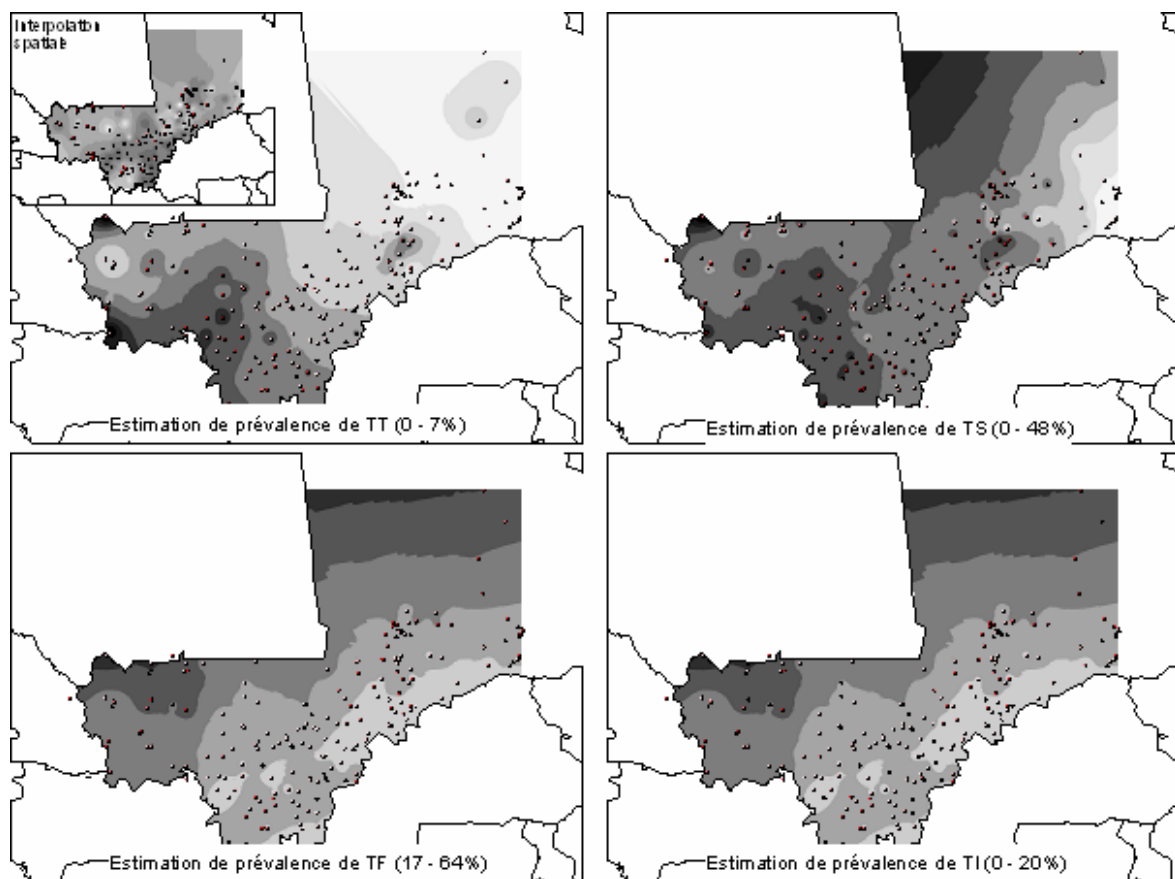 Interpolation
spatiale
Estimation de prévalence de TT (0 - 7%)
Estimation de prévalence de TS (0 - 48%)
Estimation de prévalence de TF (17 - 64%)
Estimation de prévalence de TI (0 - 20%)